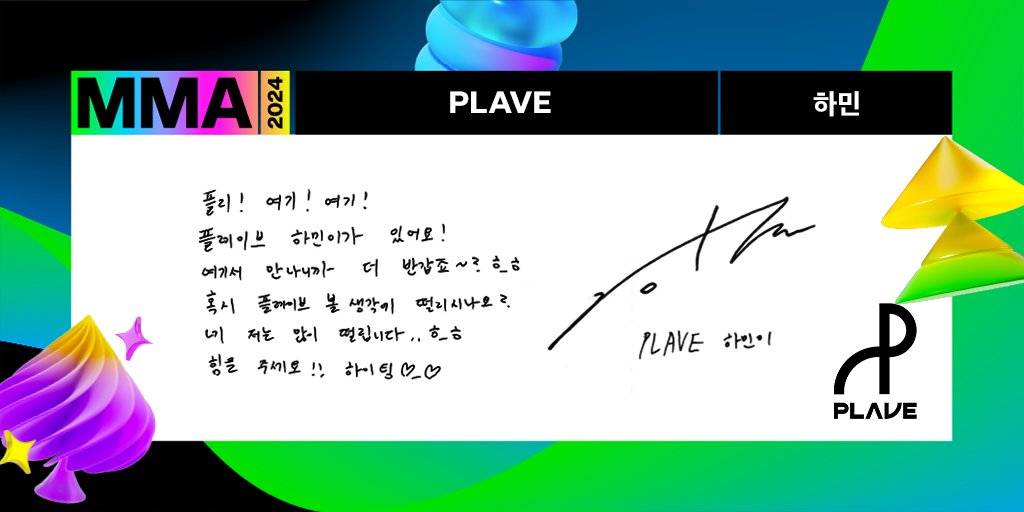 MMA 2024
PLAVE
하민
플리! 여기! 여기!
플레이브 하민이가 있어요!
여기서 만나니까 더 반갑죠~? ㅎ_ㅎ
혹시 플레이브 볼 생각에 떨리시나요?
네 저는 많이 떨립니다.. ㅎ_ㅎ
힘을 주세요!! 하이팅♡_♡
PLAVE 하민이
PLAVE